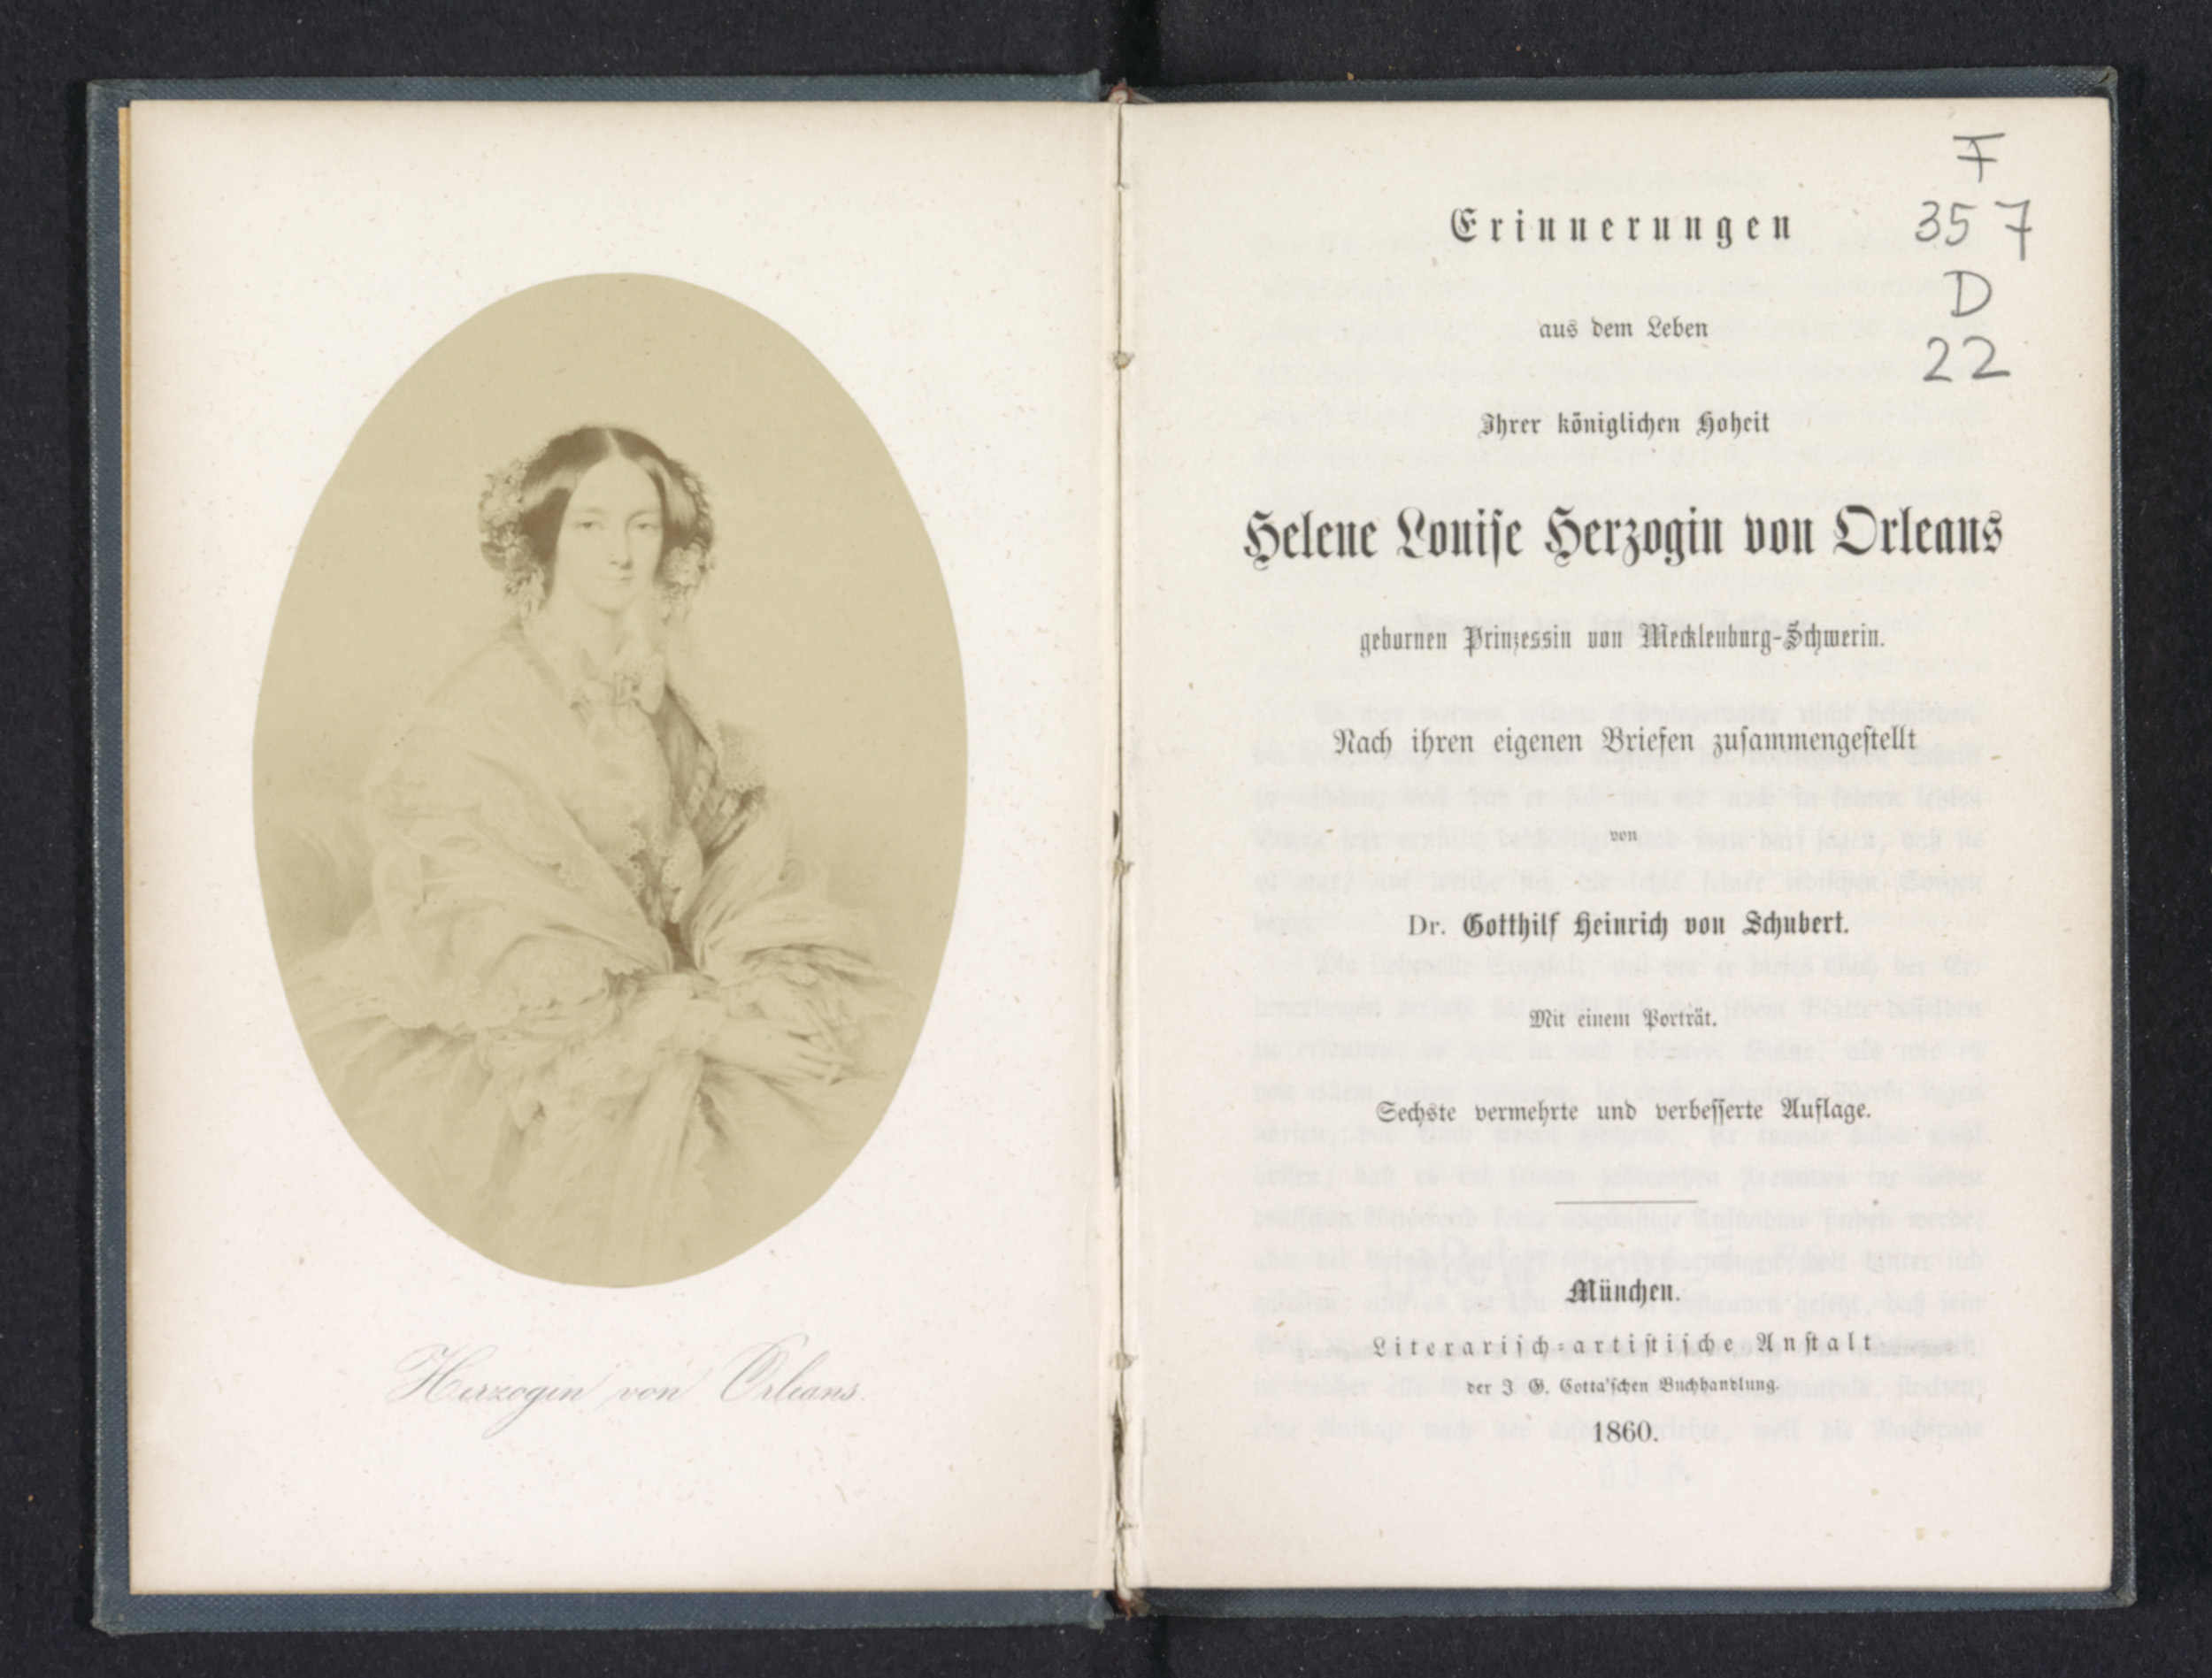 Herzogin von Orleans.
F
357
D
22
Erinnerungen
aus dem Leben
Ihrer königlichen Hoheit
Helene Louise Herzogin von Orleans
gebornen Prinzessin von Mecklenburg-Schwerin.
Nach ihren eigenen Briefen zusammengestellt
von
Dr. Gotthilf Heinrich von Schubert.
Mit einem Porträt.
Sechste vermehrte und verbesserte Auflage.
München.
Literarisch-artistische Anstalt
der J. G. Cotta'schen Buchhandlung.
1860.